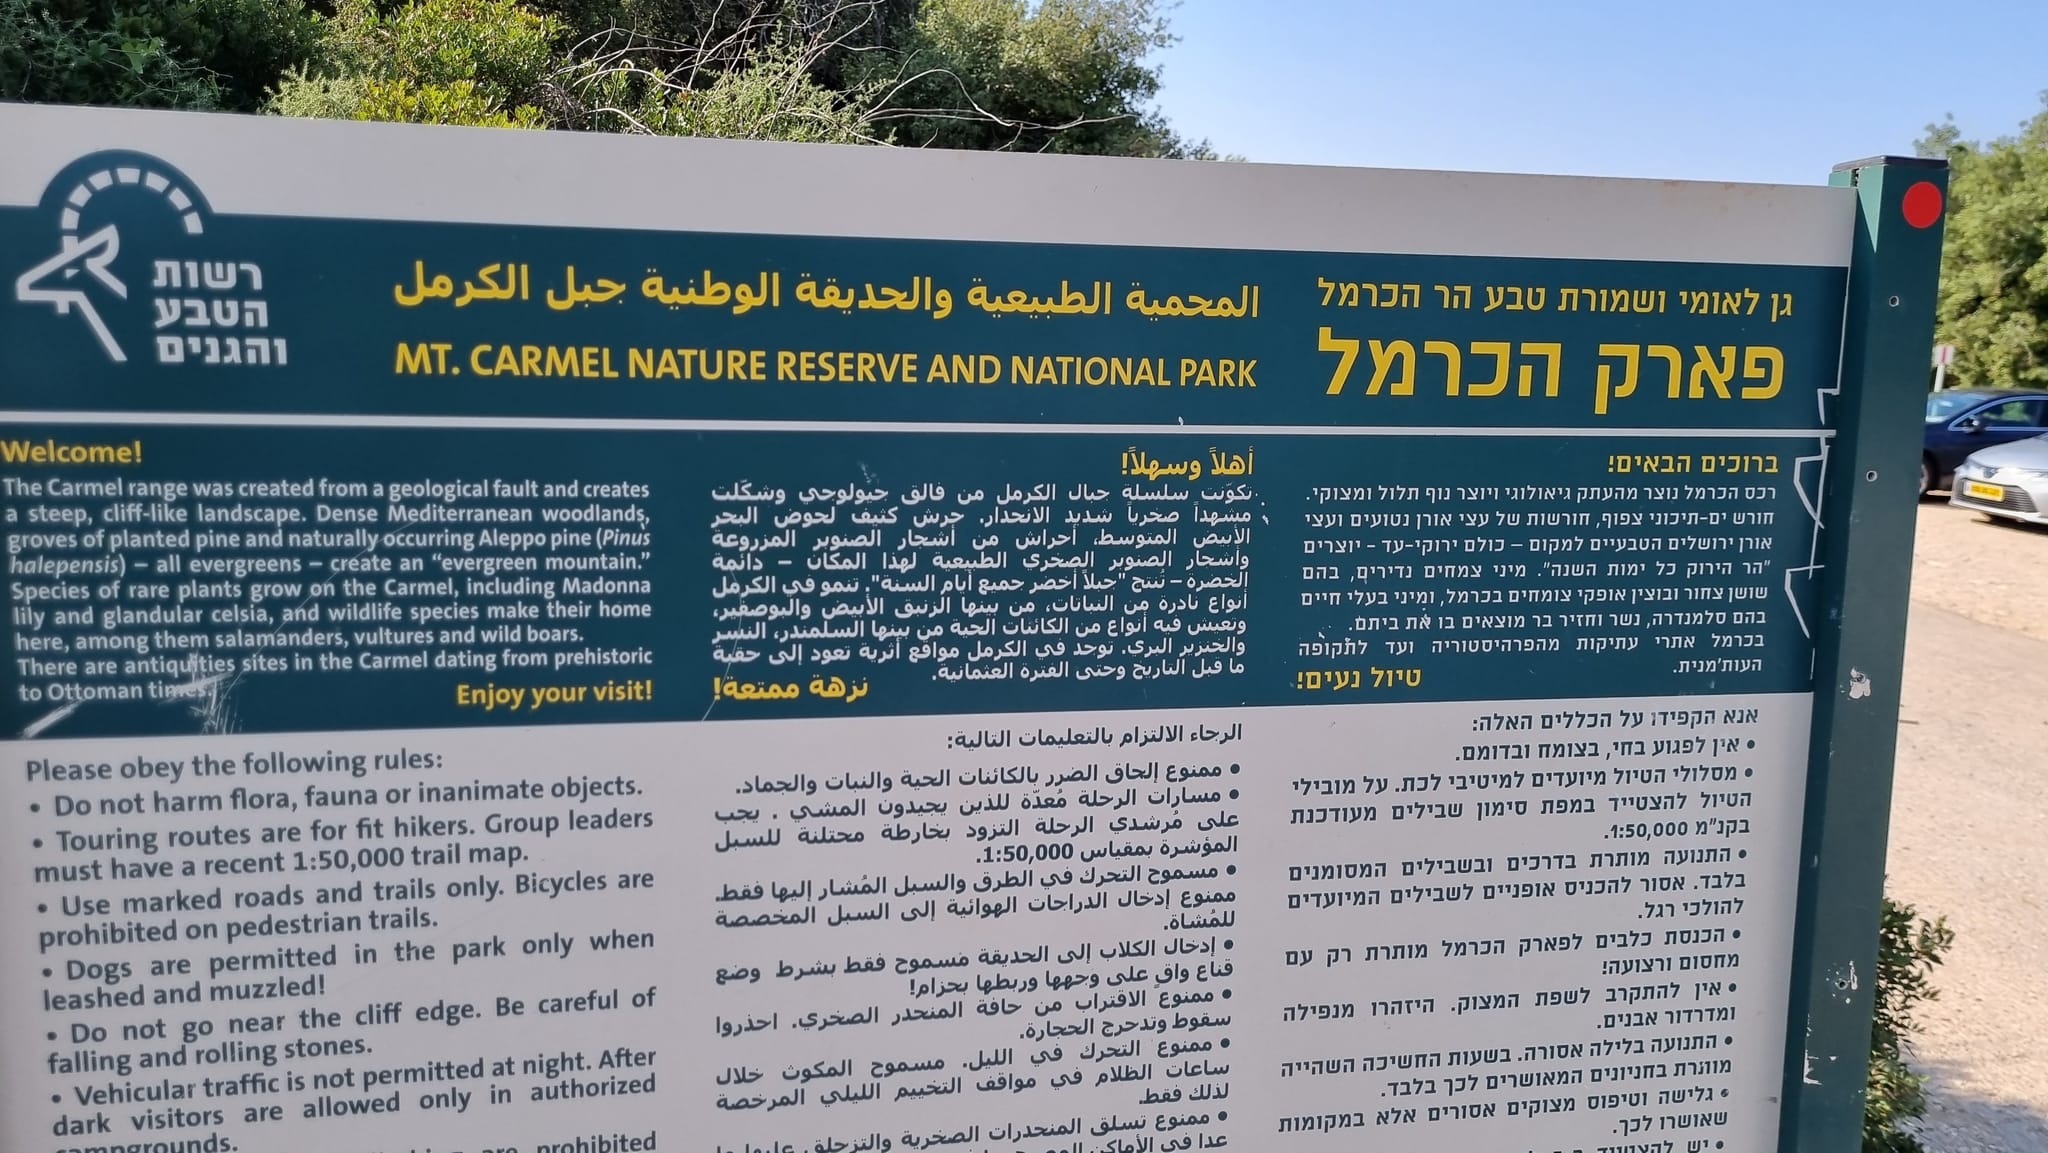 רשות
הטבע
והגנים
المحمية الطبيعية والحديقة الوطنية جبل الكرمل
MT. CARMEL NATURE RESERVE AND NATIONAL PARK
גן לאומי ושמורת טבע הר הכרמל
פארק הכרמל
Welcome!
The Carmel range was created from a geological fault and creates
a steep, cliff-like landscape. Dense Mediterranean woodlands,
groves of planted pine and naturally occurring Aleppo pine (Pinus
halepensis) – all evergreens – create an “evergreen mountain.”
Species of rare plants grow on the Carmel, including Madonna
lily and glandular celsia, and wildlife species make their home
here, among them salamanders, vultures and wild boars.
There are antiquities sites in the Carmel dating from prehistoric
to Ottoman times.
Enjoy your visit!
أهلاً وسهلاً!
تكوّنت سلسلة جبال الكرمل من فالق جيولوجي وشكّلت
مشهداً صخرياً شديد الانحدار. حرش كثيف لحوض البحر
الأبيض المتوسط، أحراش من أشجار الصنوبر المزروعة
وأشجار الصنوبر الصخري الطبيعية لهذا المكان – دائمة
الخضرة – تُنتج "جبلاً أخضر جميع أيام السنة". تنمو في الكرمل
أنواع نادرة من النباتات، من بينها الزنبق الأبيض والبوصفير،
وتعيش فيه أنواع من الكائنات الحية من بينها السلمندر، النسر
والخنزير البري. توجد في الكرمل مواقع أثرية تعود إلى حقبة
ما قبل التاريخ وحتى الفترة العثمانية.
نزهة ممتعة!
ברוכים הבאים!
רכס הכרמל נוצר מהעתק גיאולוגי ויוצר נוף תלול ומצוקי.
חורש ים-תיכוני צפוף, חורשות של עצי אורן נטועים ועצי
אורן ירושלים הטבעיים למקום – כולם ירוקי-עד - יוצרים
"הר הירוק כל ימות השנה". מיני צמחים נדירים, בהם
שושן צחור ובוצין אופקי צומחים בכרמל, ומיני בעלי חיים
בהם סלמנדרה, נשר וחזיר בר מוצאים בו את ביתם.
בכרמל אתרי עתיקות מהפרהיסטוריה ועד לתקופה
העות'מנית.
טיול נעים!
Please obey the following rules:
• Do not harm flora, fauna or inanimate objects.
• Touring routes are for fit hikers. Group leaders
must have a recent 1:50,000 trail map.
• Use marked roads and trails only. Bicycles are
prohibited on pedestrian trails.
• Dogs are permitted in the park only when
leashed and muzzled!
• Do not go near the cliff edge. Be careful of
falling and rolling stones.
• Vehicular traffic is not permitted at night. After
dark visitors are allowed only in authorized
campgrounds.
are prohibited
الرجاء الالتزام بالتعليمات التالية:
• ممنوع إلحاق الضرر بالكائنات الحية والنبات والجماد.
• مسارات الرحلة مُعدّة للذين يجيدون المشي . يجب
على مُرشدي الرحلة التزود بخارطة محتلنة للسبل
المؤشرة بمقياس 1:50,000.
• مسموح التحرك في الطرق والسبل المُشار إليها فقط.
ممنوع إدخال الدراجات الهوائية إلى السبل المخصصة
للمُشاة.
• إدخال الكلاب إلى الحديقة مسموح فقط بشرط وضع
قناع واقٍ على وجهها وربطها بحزام!
• ممنوع الاقتراب من حافة المنحدر الصخري. احذروا
سقوط وتدحرج الحجارة.
• ممنوع التحرك في الليل. مسموح المكوث خلال
ساعات الظلام في مواقف التخييم الليلي المرخصة
لذلك فقط.
• ممنوع تسلق المنحدرات الصخرية والتزحلق عليها
عدا في الأماكن
אנא הקפידו על הכללים האלה:
• אין לפגוע בחי, בצומח ובדומם.
• מסלולי הטיול מיועדים למיטיבי לכת. על מובילי
הטיול להצטייד במפת סימון שבילים מעודכנת
בקנ"מ 1:50,000.
• התנועה מותרת בדרכים ובשבילים המסומנים
בלבד. אסור להכניס אופניים לשבילים המיועדים
להולכי רגל.
• הכנסת כלבים לפארק הכרמל מותרת רק עם
מחסום ורצועה!
• אין להתקרב לשפת המצוק. היזהרו מנפילה
ומדרדור אבנים.
• התנועה בלילה אסורה. בשעות החשיכה השהייה
מותרת בחניונים המאושרים לכך בלבד.
• גלישה וטיפוס מצוקים אסורים אלא במקומות
שאושרו לכך.
• יש להצטייד